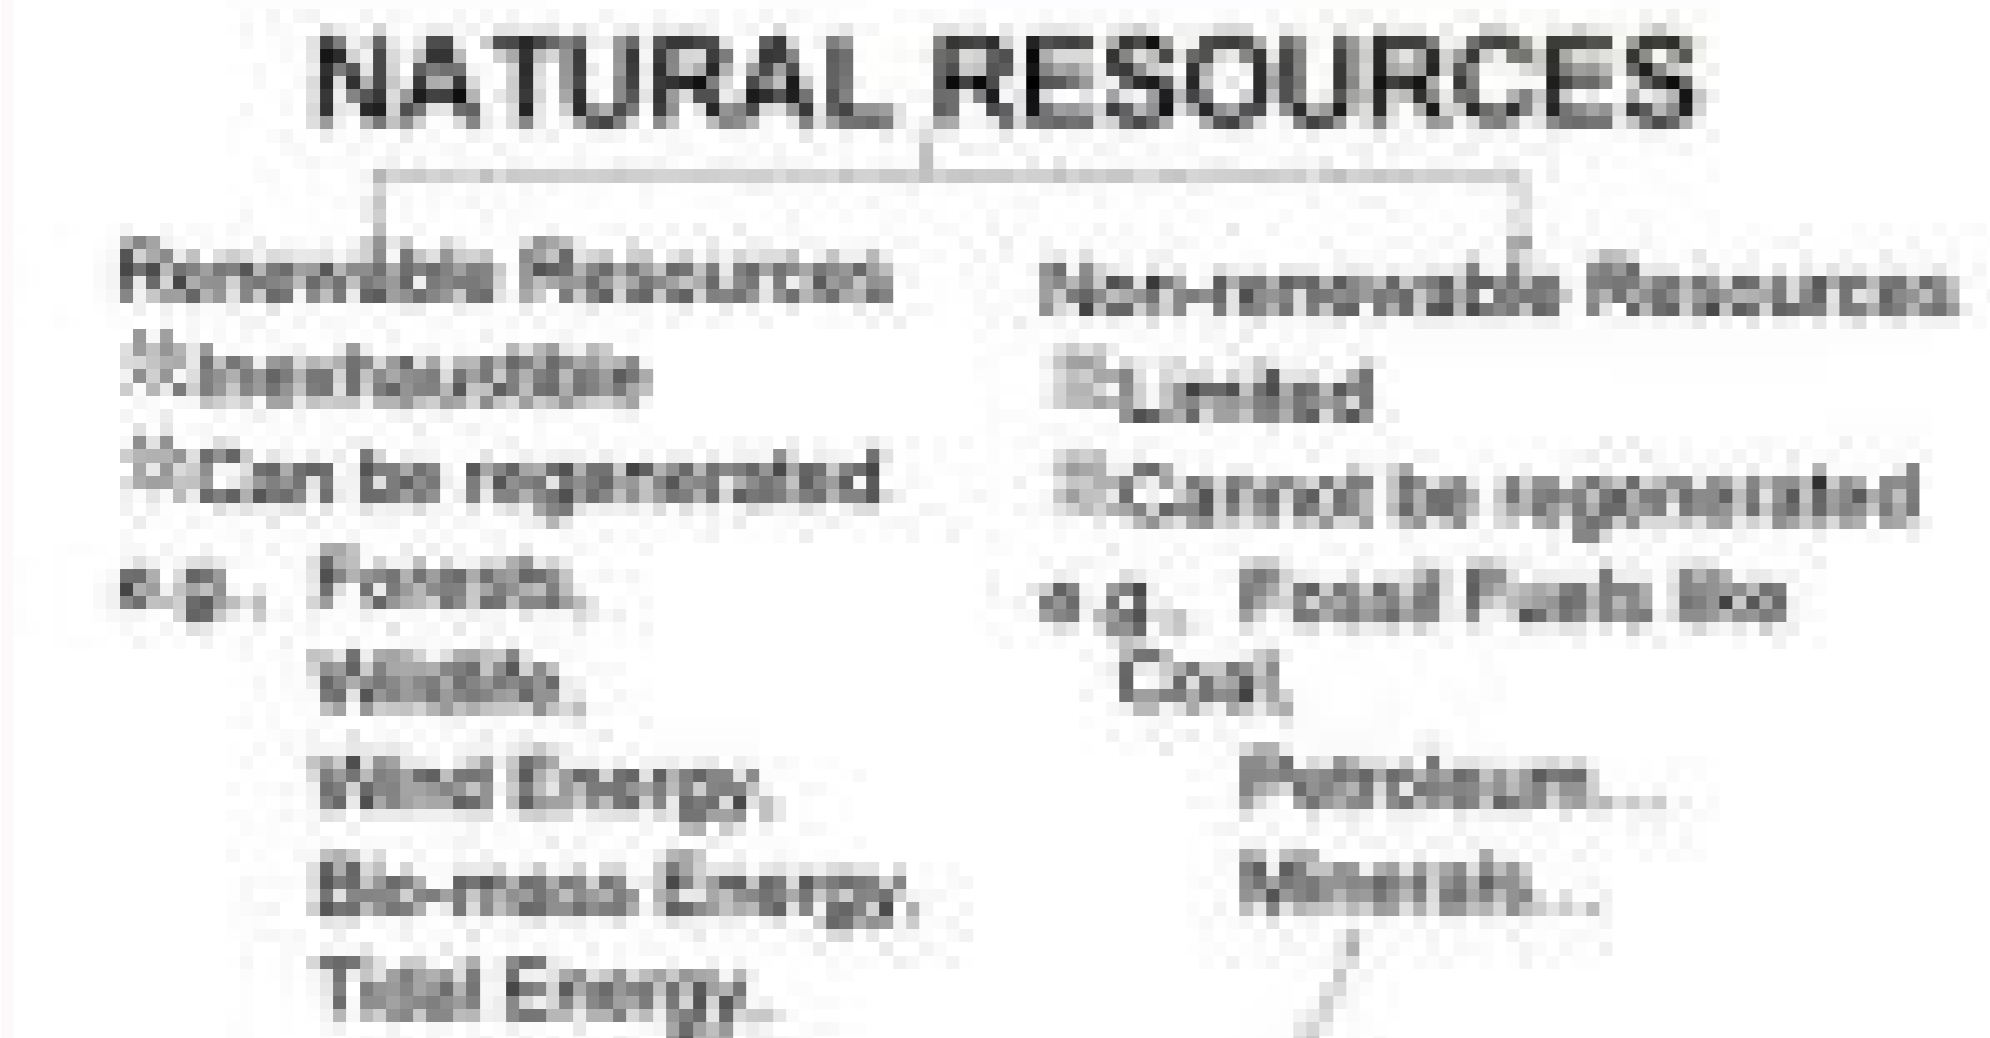 NATURAL RESOURCES
Renewable Resources
Inexhaustible
Can be regenerated
e.g., Forests,
Wildlife,
Wind Energy,
Bio-mass Energy,
Tidal Energy
Non-renewable Resources
Limited
Cannot be regenerated
e.g., Fossil Fuels like
Coal,
Petroleum...
Minerals...